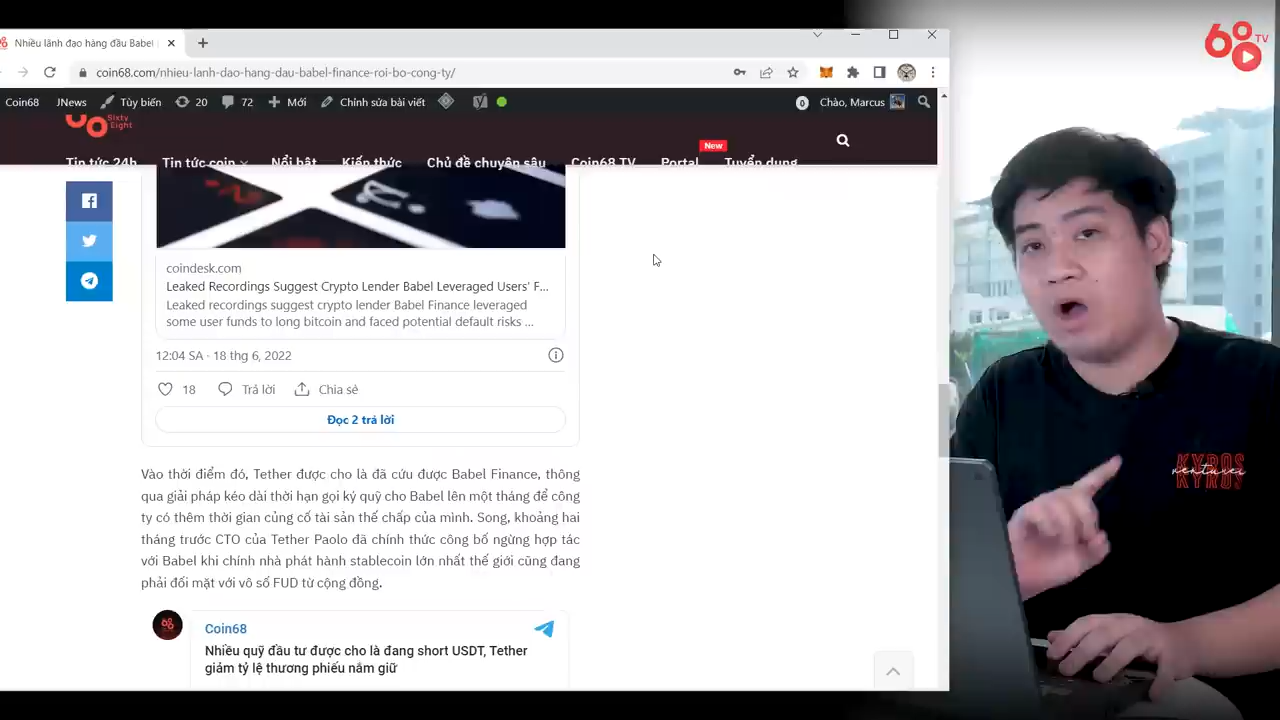 68 TV
Nhiều lãnh đạo hàng đầu Babel
coin68.com/nhieu-lanh-dao-hang-dau-babel-finance-roi-bo-cong-ty/
Coin68 JNews Tùy biến 20 72 Mới Chỉnh sửa bài viết 0 Chào, Marcus
Sixty
Eight
New
Tin tức 24h Tin tức coin Nổi bật Kiến thức Chủ đề chuyên sâu Coin68 TV Portal Tuyển dụng
coindesk.com
Leaked Recordings Suggest Crypto Lender Babel Leveraged Users' F...
Leaked recordings suggest crypto lender Babel Finance leveraged
some user funds to long bitcoin and faced potential default risks ...
12:04 SA · 18 thg 6, 2022
18 Trả lời Chia sẻ
Đọc 2 trả lời
Vào thời điểm đó, Tether được cho là đã cứu được Babel Finance, thông
qua giải pháp kéo dài thời hạn gọi ký quỹ cho Babel lên một tháng để công
ty có thêm thời gian củng cố tài sản thế chấp của mình. Song, khoảng hai
tháng trước CTO của Tether Paolo đã chính thức công bố ngừng hợp tác
với Babel khi chính nhà phát hành stablecoin lớn nhất thế giới cũng đang
phải đối mặt với vô số FUD từ cộng đồng.
Coin68
Nhiều quỹ đầu tư được cho là đang short USDT, Tether
giảm tỷ lệ thương phiếu nắm giữ
KYROS
ventures
KYROS